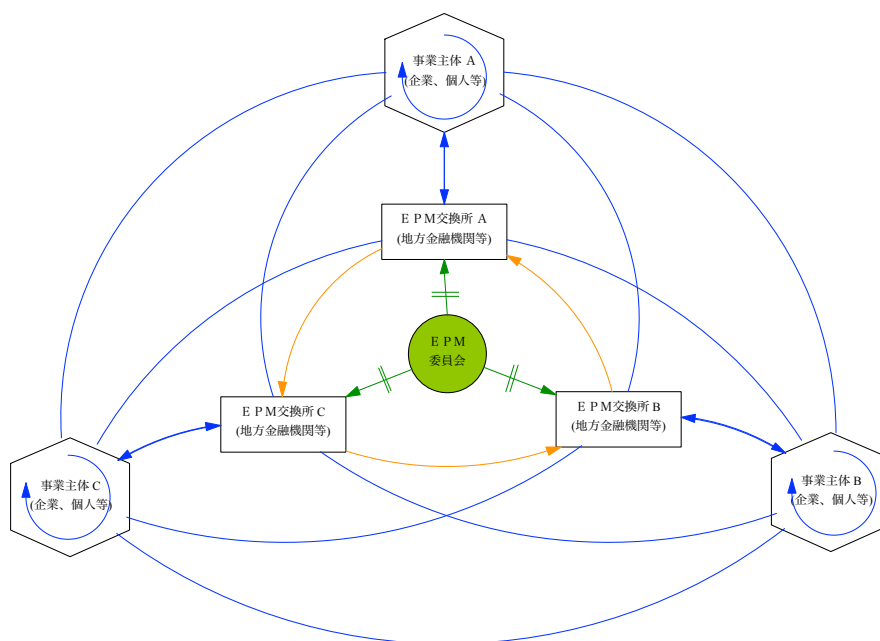 事業主体 A
(企業、個人等)
ＥＰＭ交換所 A
(地方金融機関等)
ＥＰＭ
委員会
ＥＰＭ交換所 C
(地方金融機関等)
ＥＰＭ交換所 B
(地方金融機関等)
事業主体 C
(企業、個人等)
事業主体 B
(企業、個人等)